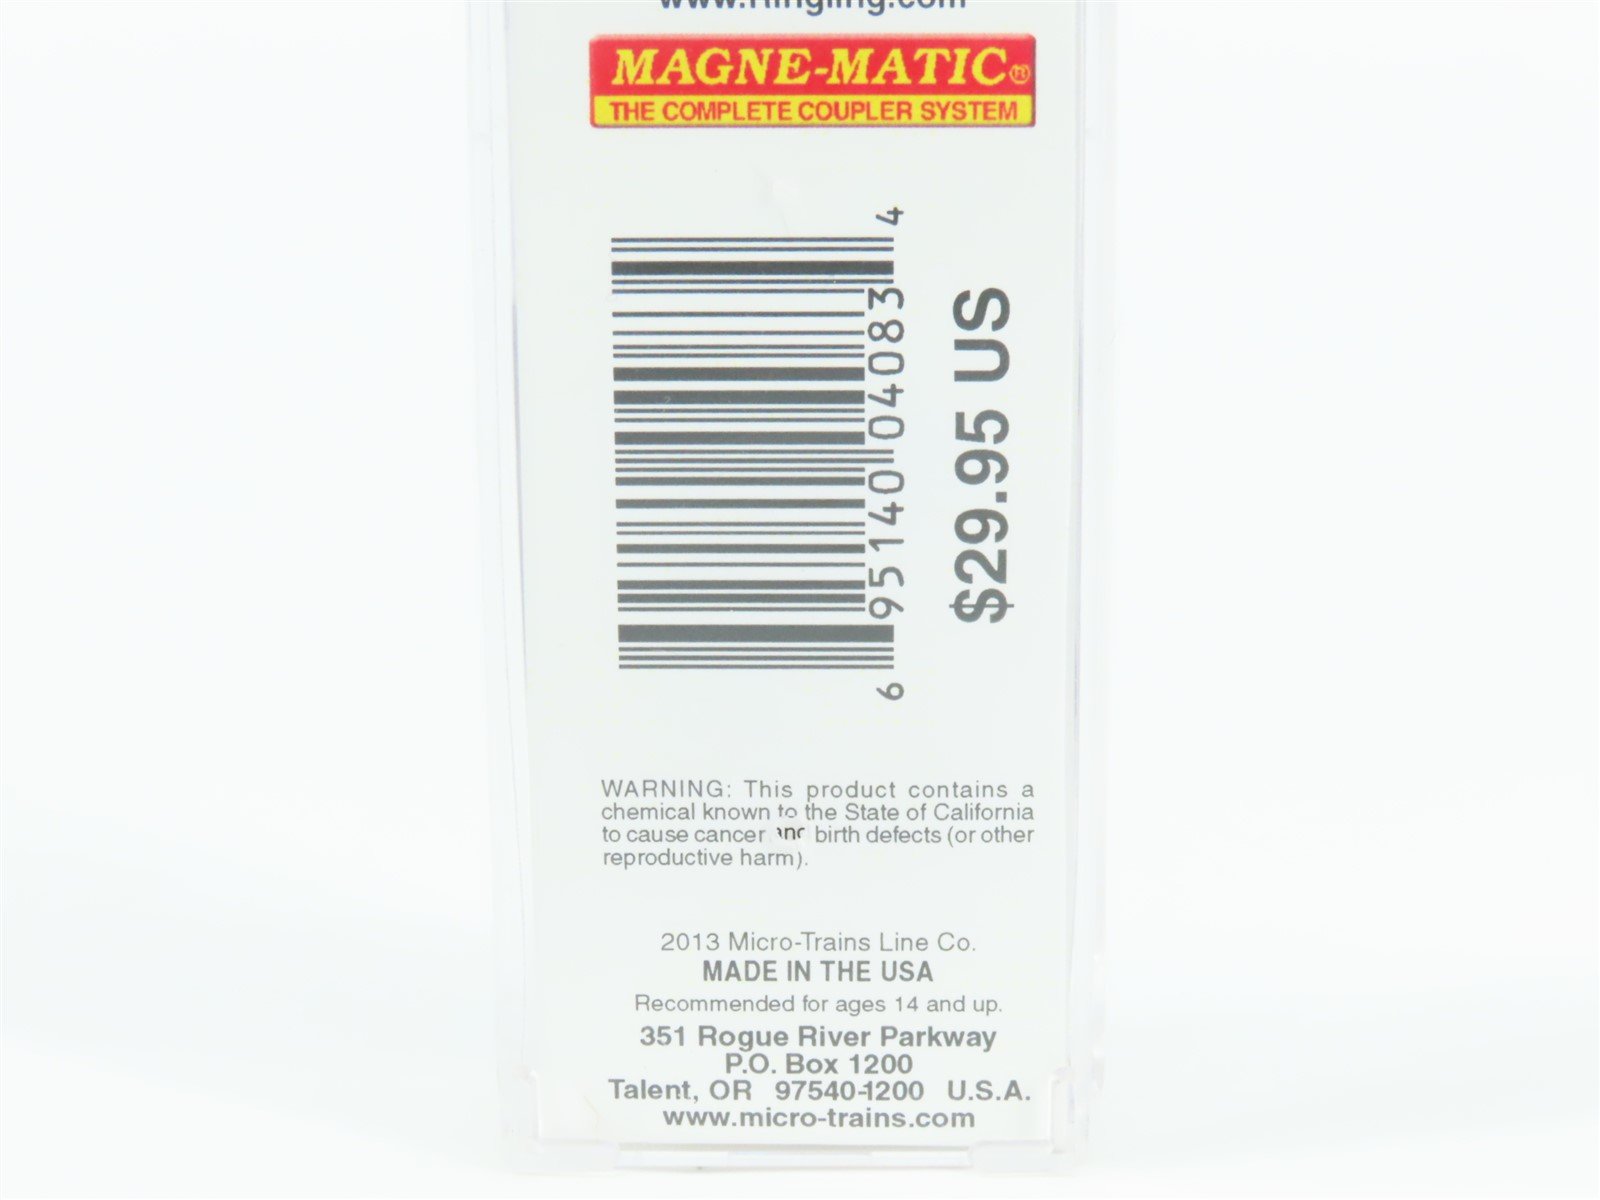 www.Ringling.com
MAGNE-MATIC®
THE COMPLETE COUPLER SYSTEM
6 95140 04083 4
$29.95 US
WARNING: This product contains a
chemical known to the State of California
to cause cancer and birth defects (or other
reproductive harm).
2013 Micro-Trains Line Co.
MADE IN THE USA
Recommended for ages 14 and up.
351 Rogue River Parkway
P.O. Box 1200
Talent, OR 97540-1200 U.S.A.
www.micro-trains.com